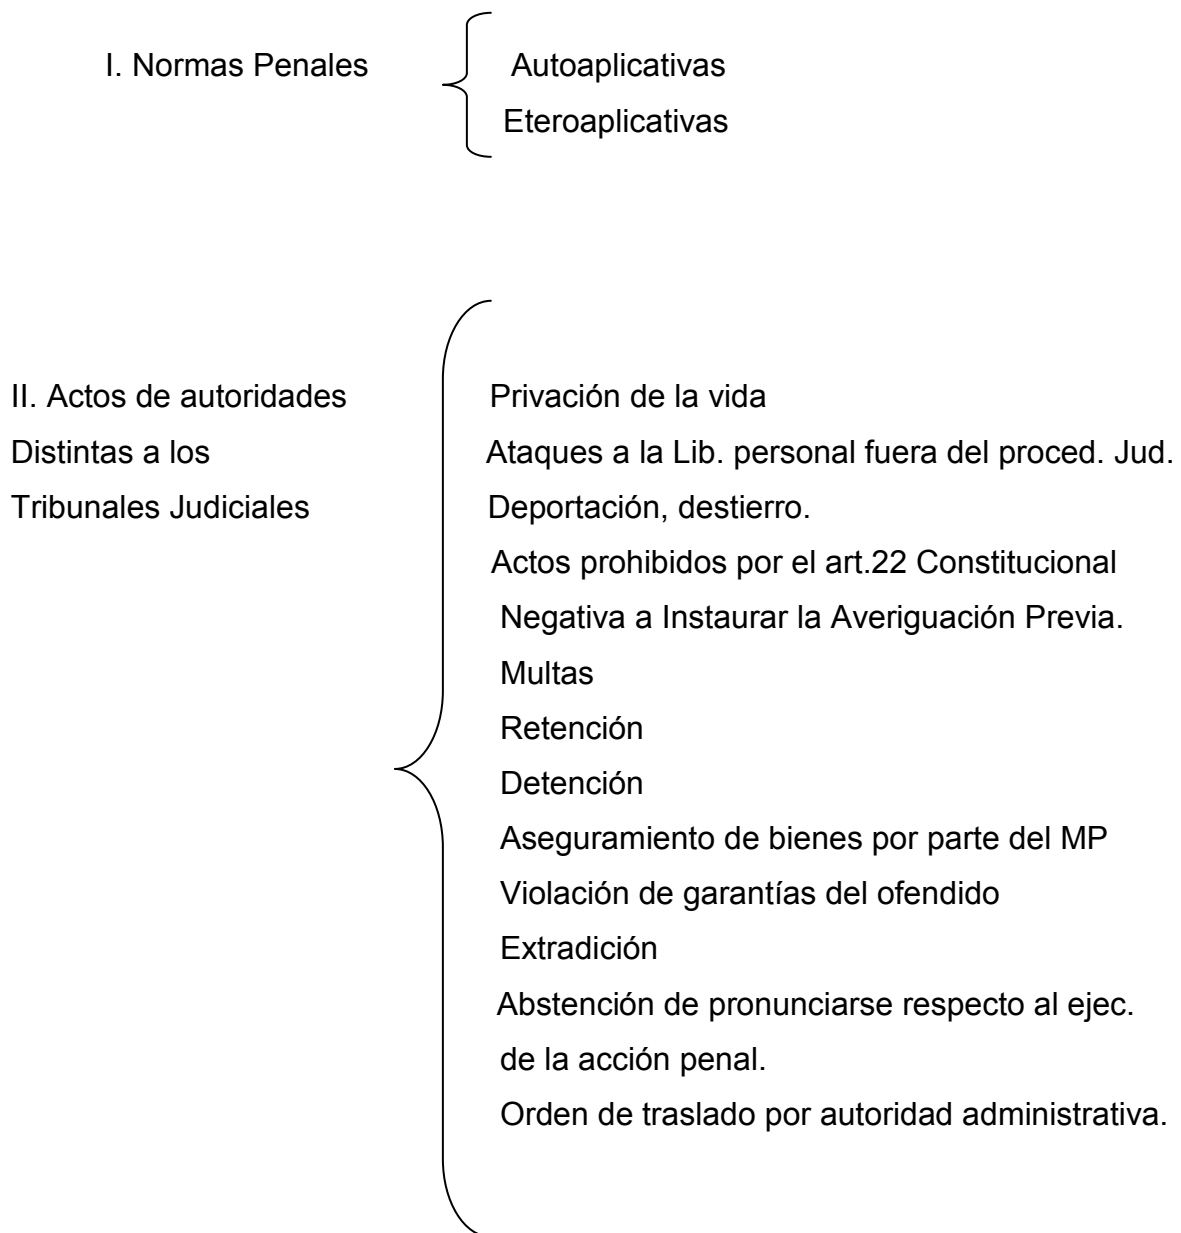 I. Normas Penales
Autoaplicativas
Eteroaplicativas
II. Actos de autoridades
Distintas a los
Tribunales Judiciales
Privación de la vida
Ataques a la Lib. personal fuera del proced. Jud.
Deportación, destierro.
Actos prohibidos por el art.22 Constitucional
Negativa a Instaurar la Averiguación Previa.
Multas
Retención
Detención
Aseguramiento de bienes por parte del MP
Violación de garantías del ofendido
Extradición
Abstención de pronunciarse respecto al ejec.
de la acción penal.
Orden de traslado por autoridad administrativa.